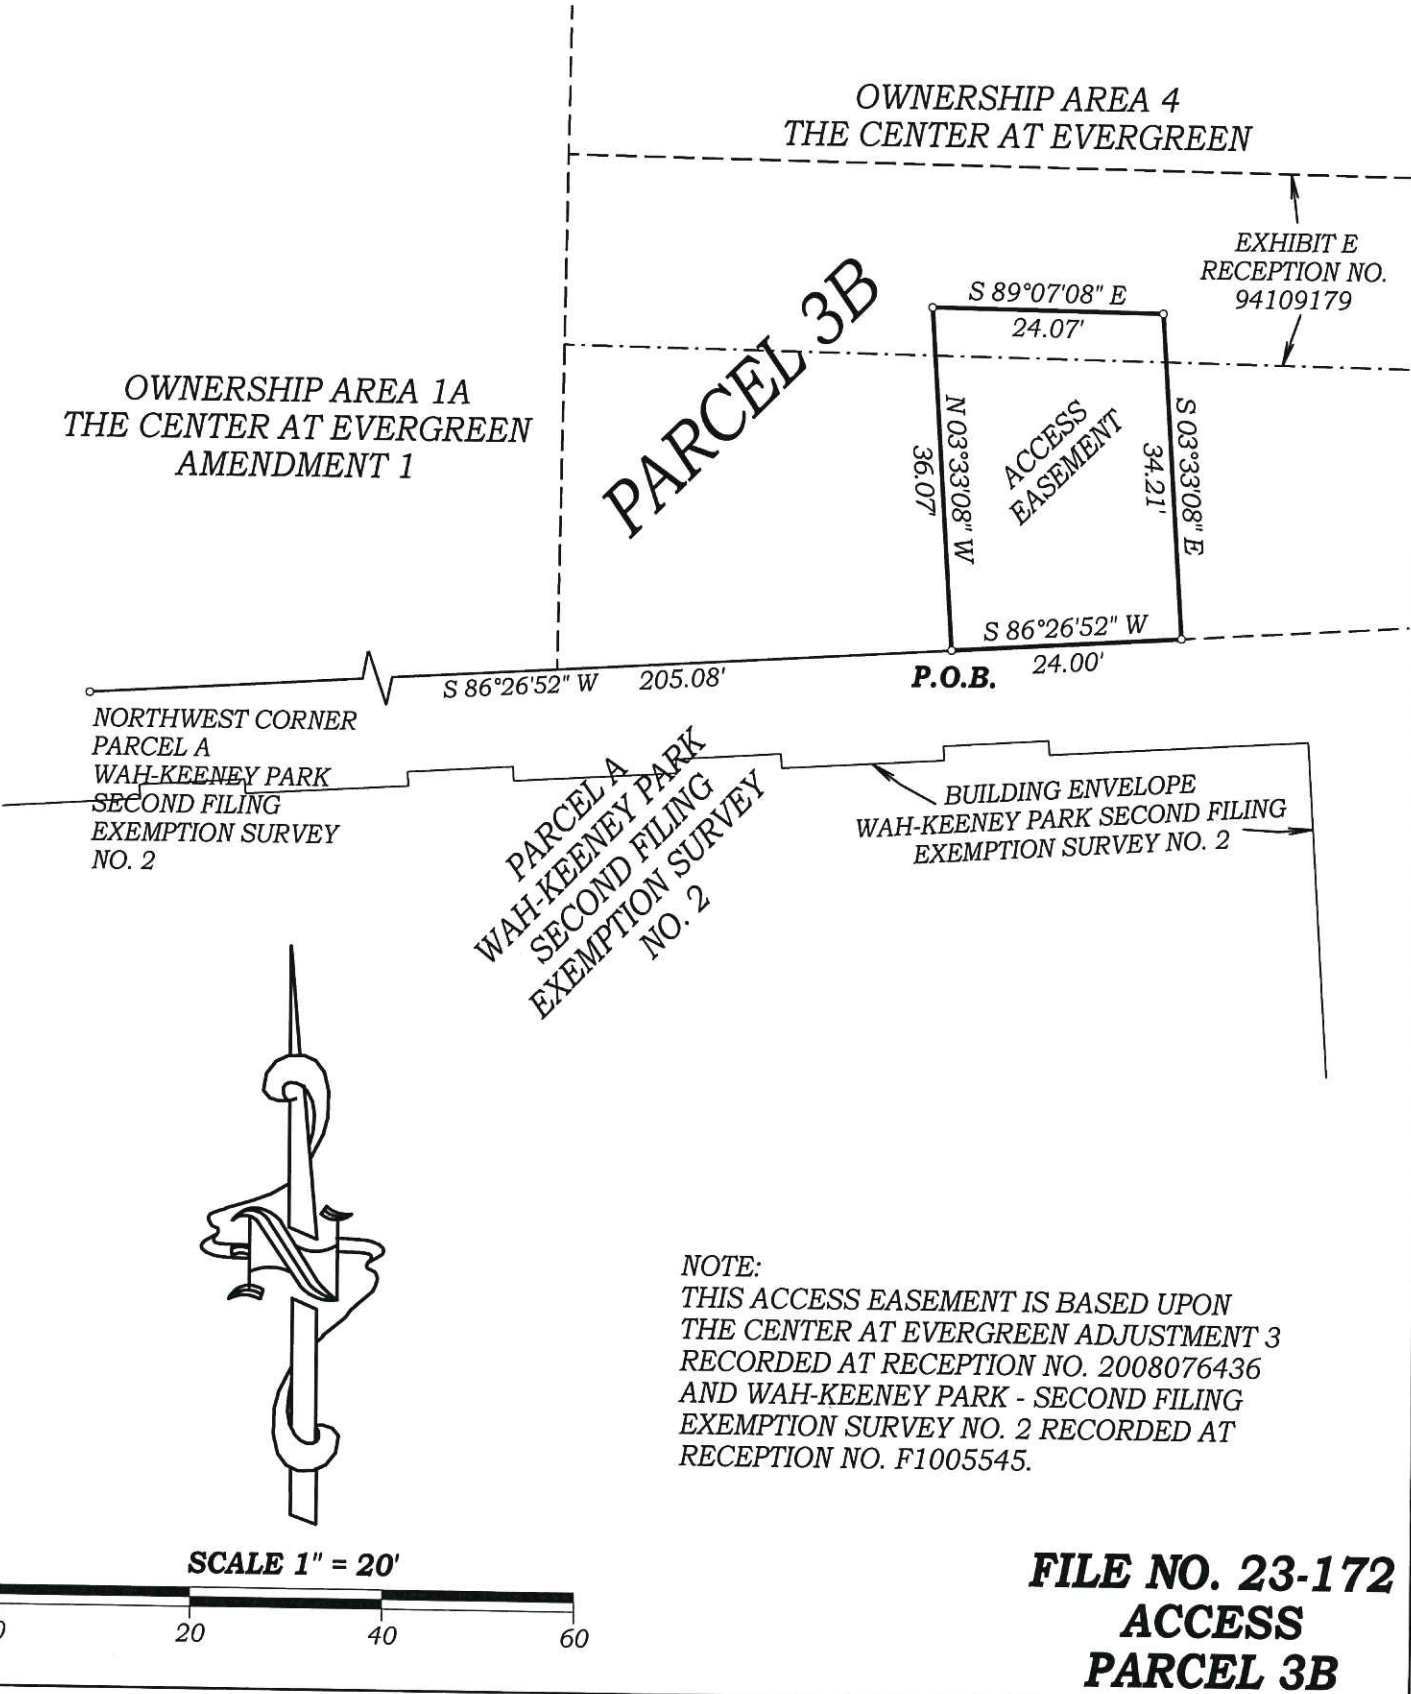 OWNERSHIP AREA 4
THE CENTER AT EVERGREEN
EXHIBIT E
RECEPTION NO.
94109179
PARCEL 3B
S 89°07'08" E
24.07'
OWNERSHIP AREA 1A
THE CENTER AT EVERGREEN
AMENDMENT 1
N 03°33'08" W
36.07'
ACCESS
EASEMENT
S 03°33'08" E
34.21'
S 86°26'52" W
24.00'
P.O.B.
S 86°26'52" W 205.08'
NORTHWEST CORNER
PARCEL A
WAH-KEENEY PARK
SECOND FILING
EXEMPTION SURVEY
NO. 2
PARCEL A
WAH-KEENEY PARK
SECOND FILING
EXEMPTION SURVEY
NO. 2
BUILDING ENVELOPE
WAH-KEENEY PARK SECOND FILING
EXEMPTION SURVEY NO. 2
N
NOTE:
THIS ACCESS EASEMENT IS BASED UPON
THE CENTER AT EVERGREEN ADJUSTMENT 3
RECORDED AT RECEPTION NO. 2008076436
AND WAH-KEENEY PARK - SECOND FILING
EXEMPTION SURVEY NO. 2 RECORDED AT
RECEPTION NO. F1005545.
SCALE 1" = 20'
0 20 40 60
FILE NO. 23-172
ACCESS
PARCEL 3B